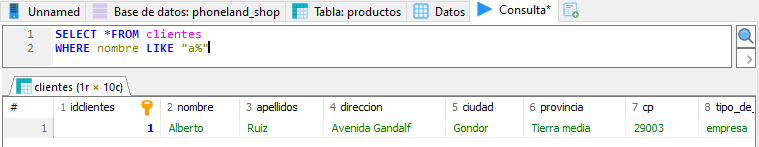 Unnamed Base de datos: phoneland_shop Tabla: productos Datos Consulta*
1 SELECT *FROM clientes
2 WHERE nombre LIKE "a%"
clientes (1r × 10c)
# 1 idclientes 2 nombre 3 apellidos 4 direccion 5 ciudad 6 provincia 7 cp 8 tipo_de_
1 1 Alberto Ruiz Avenida Gandalf Gondor Tierra media 29003 empresa